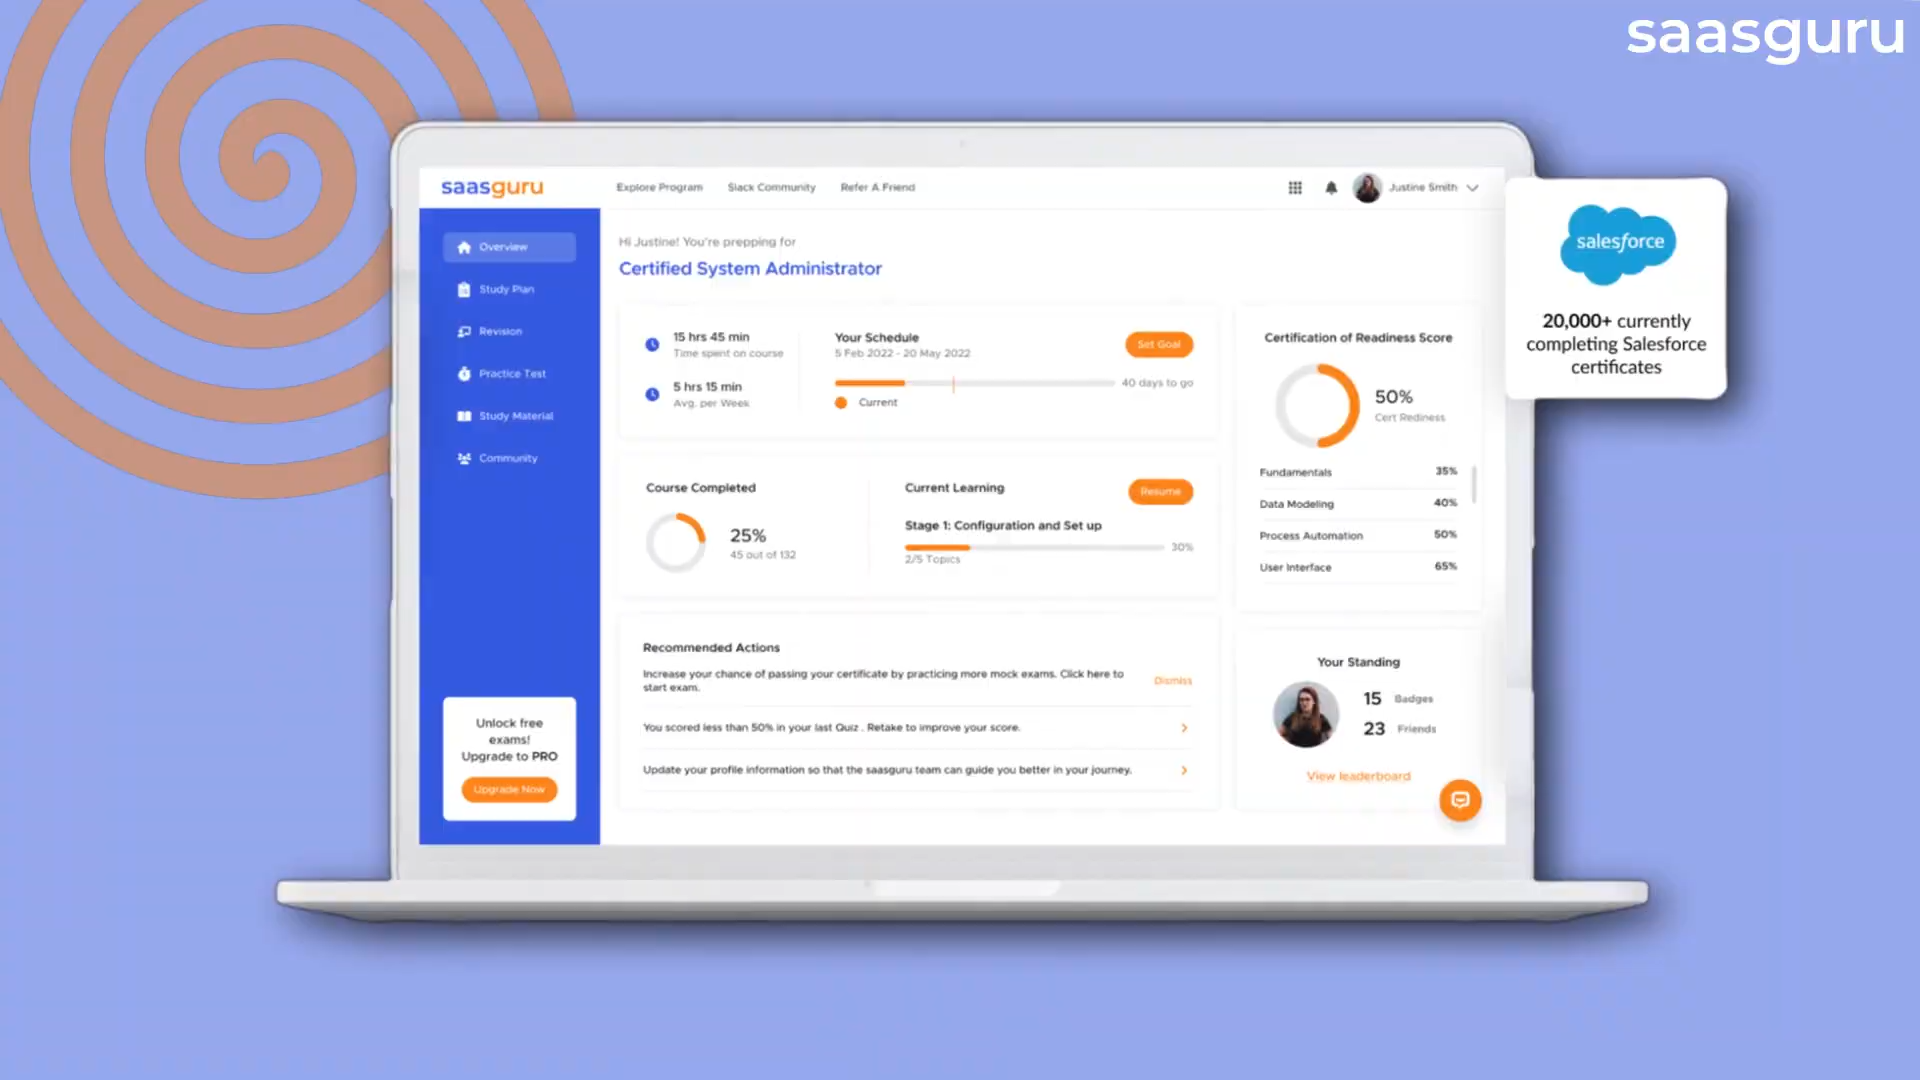 saasguru
saasguru
Explore Program
Slack Community
Refer A Friend
Justine Smith
Overview
Study Plan
Revision
Practice Test
Study Material
Community
Unlock free
exams!
Upgrade to PRO
Upgrade Now
Hi Justine! You're prepping for
Certified System Administrator
15 hrs 45 min
Time spent on course
5 hrs 15 min
Avg. per Week
Your Schedule
5 Feb 2022 - 20 May 2022
Set Goal
40 days to go
Current
Course Completed
25%
45 out of 132
Current Learning
Resume
Stage 1: Configuration and Set up
30%
2/5 Topics
Recommended Actions
Increase your chance of passing your certificate by practicing more mock exams. Click here to
start exam.
Dismiss
You scored less than 50% in your last Quiz . Retake to improve your score.
Update your profile information so that the saasguru team can guide you better in your journey.
Certification of Readiness Score
50%
Cert Rediness
Fundamentals 35%
Data Modeling 40%
Process Automation 50%
User Interface 65%
Your Standing
15 Badges
23 Friends
View leaderboard
salesforce
20,000+ currently
completing Salesforce
certificates